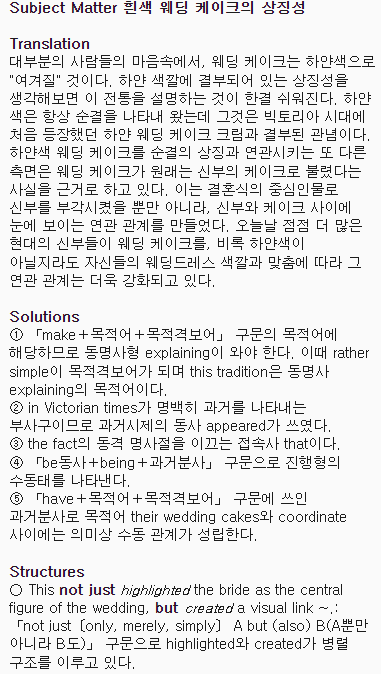 Subject Matter 흰색 웨딩 케이크의 상징성
Translation
대부분의 사람들의 마음속에서, 웨딩 케이크는 하얀색으로
"여겨질" 것이다. 하얀 색깔에 결부되어 있는 상징성을
생각해보면 이 전통을 설명하는 것이 한결 쉬워진다. 하얀
색은 항상 순결을 나타내 왔는데 그것은 빅토리아 시대에
처음 등장했던 하얀 웨딩 케이크 크림과 결부된 관념이다.
하얀색 웨딩 케이크를 순결의 상징과 연관시키는 또 다른
측면은 웨딩 케이크가 원래는 신부의 케이크로 불렸다는
사실을 근거로 하고 있다. 이는 결혼식의 중심인물로
신부를 부각시켰을 뿐만 아니라, 신부와 케이크 사이에
눈에 보이는 연관 관계를 만들었다. 오늘날 점점 더 많은
현대의 신부들이 웨딩 케이크를, 비록 하얀색이
아닐지라도 자신들의 웨딩드레스 색깔과 맞춤에 따라 그
연관 관계는 더욱 강화되고 있다.
Solutions
① 「make＋목적어＋목적격보어」 구문의 목적어에
해당하므로 동명사형 explaining이 와야 한다. 이때 rather
simple이 목적격보어가 되며 this tradition은 동명사
explaining의 목적어이다.
② in Victorian times가 명백히 과거를 나타내는
부사구이므로 과거시제의 동사 appeared가 쓰였다.
③ the fact의 동격 명사절을 이끄는 접속사 that이다.
④ 「be동사＋being＋과거분사」 구문으로 진행형의
수동태를 나타낸다.
⑤ 「have＋목적어＋목적격보어」 구문에 쓰인
과거분사로 목적어 their wedding cakes와 coordinate
사이에는 의미상 수동 관계가 성립한다.
Structures
○ This not just highlighted the bride as the central
figure of the wedding, but created a visual link ~.:
「not just〔only, merely, simply〕 A but (also) B(A뿐만
아니라 B도)」 구문으로 highlighted와 created가 병렬
구조를 이루고 있다.